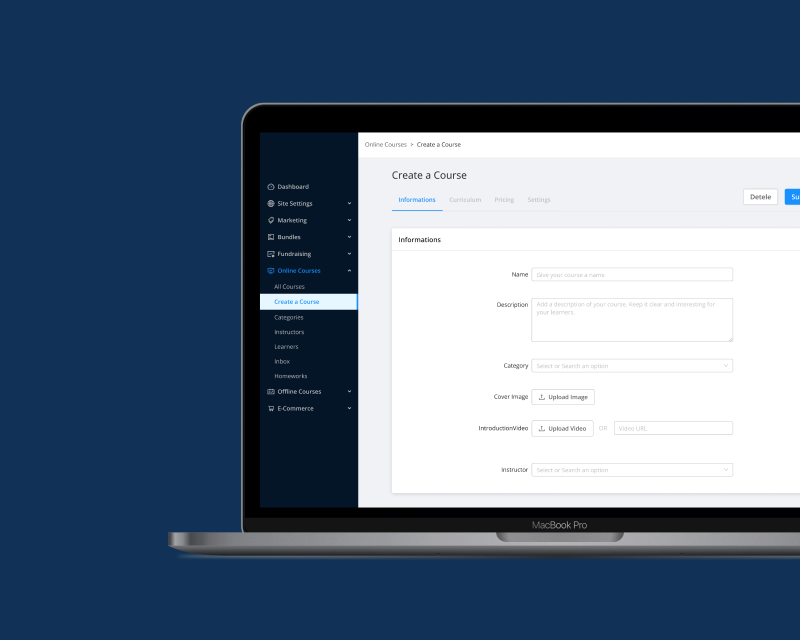 Online Courses > Create a Course
Dashboard
Site Settings
Marketing
Bundles
Fundraising
Online Courses
All Courses
Create a Course
Categories
Instructors
Learners
Inbox
Homeworks
Offline Courses
E-Commerce
Create a Course
Informations
Curriculum
Pricing
Settings
Detele
Su
Informations
Name
Give your course a name
Description
Add a description of your course. Keep it clear and interesting for
your learners.
Category
Select or Search an option
Cover Image
Upload Image
IntroductionVideo
Upload Video
OR
Video URL
Instructor
Select or Search an option
MacBook Pro